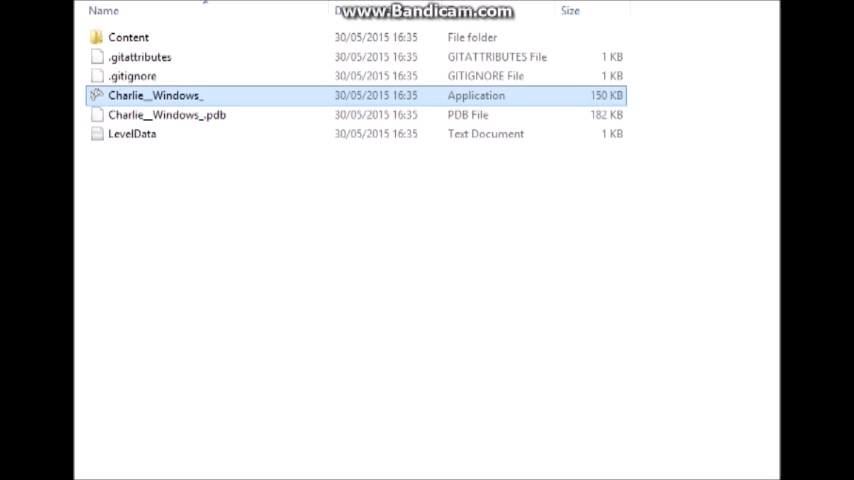 www.Bandicam.com
Name Size
Content 30/05/2015 16:35 File folder
.gitattributes 30/05/2015 16:35 GITATTRIBUTES File 1 KB
.gitignore 30/05/2015 16:35 GITIGNORE File 1 KB
Charlie__Windows_ 30/05/2015 16:35 Application 150 KB
Charlie__Windows_.pdb 30/05/2015 16:35 PDB File 182 KB
LevelData 30/05/2015 16:35 Text Document 1 KB